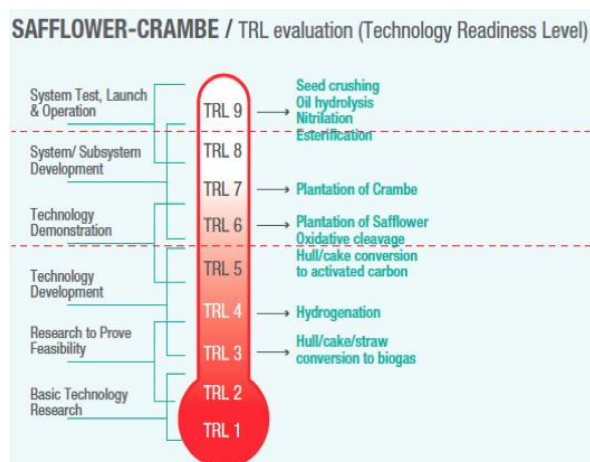 SAFFLOWER-CRAMBE / TRL evaluation (Technology Readiness Level)
System Test, Launch
& Operation
System/ Subsystem
Development
Technology
Demonstration
Technology
Development
Research to Prove
Feasibility
Basic Technology
Research
TRL 9
TRL 8
TRL 7
TRL 6
TRL 5
TRL 4
TRL 3
TRL 2
TRL 1
Seed crushing
Oil hydrolysis
Nitrilation
Esterification
Plantation of Crambe
Plantation of Safflower
Oxidative cleavage
Hull/cake conversion
to activated carbon
Hydrogenation
Hull/cake/straw
conversion to biogas